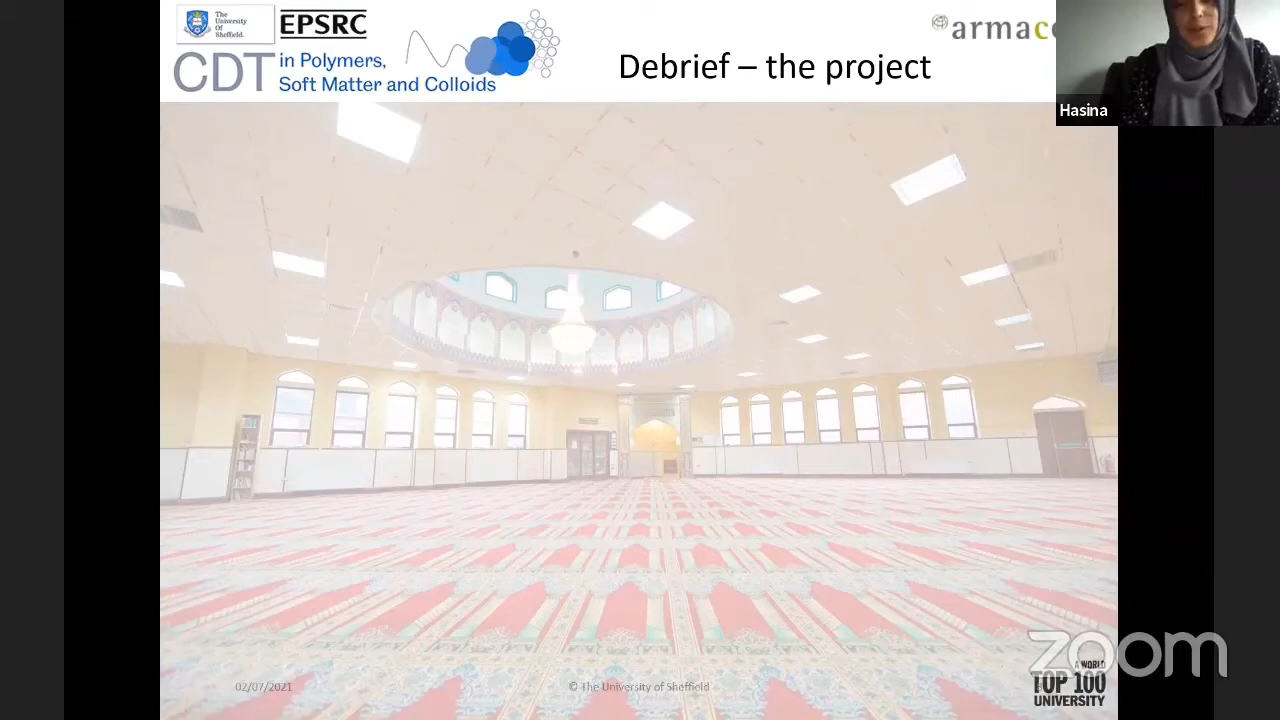 The
University
Of
Sheffield.
EPSRC
CDT
in Polymers,
Soft Matter and Colloids
Debrief – the project
Hasina
02/07/2021
© The University of Sheffield
zoom
A WORLD
TOP 100
UNIVERSITY